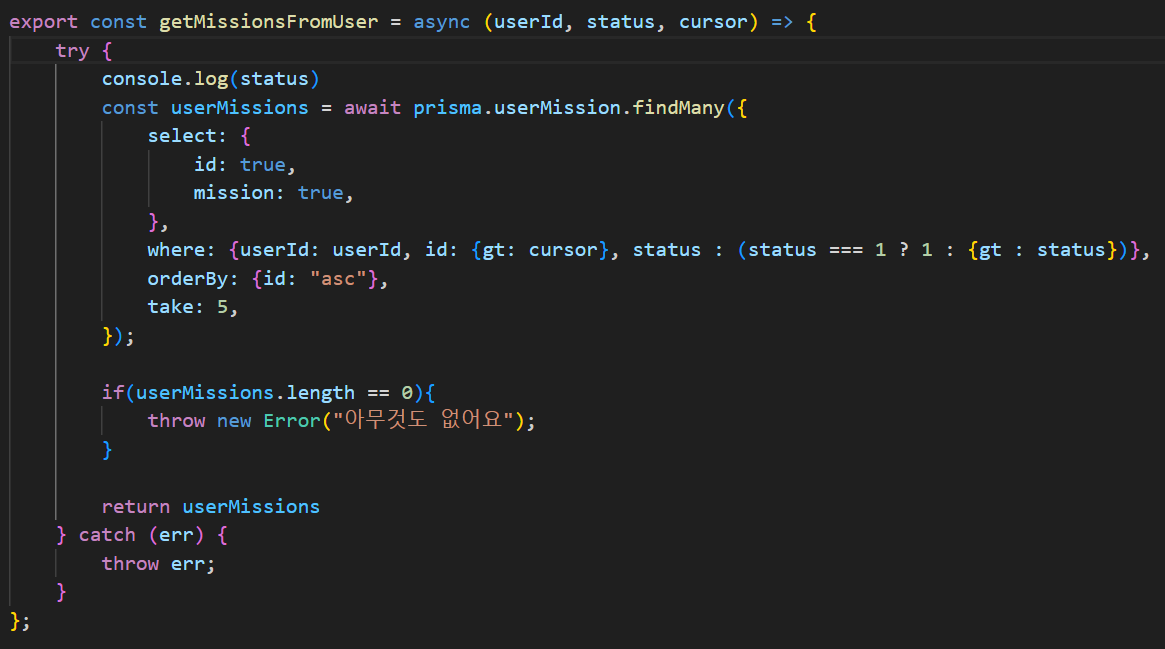 export const getMissionsFromUser = async (userId, status, cursor) => {
    try {
        console.log(status)
        const userMissions = await prisma.userMission.findMany({
            select: {
                id: true,
                mission: true,
            },
            where: {userId: userId, id: {gt: cursor}, status : (status === 1 ? 1 : {gt : status})},
            orderBy: {id: "asc"},
            take: 5,
        });

        if(userMissions.length == 0){
            throw new Error("아무것도 없어요");
        }

        return userMissions
    } catch (err) {
        throw err;
    }
};